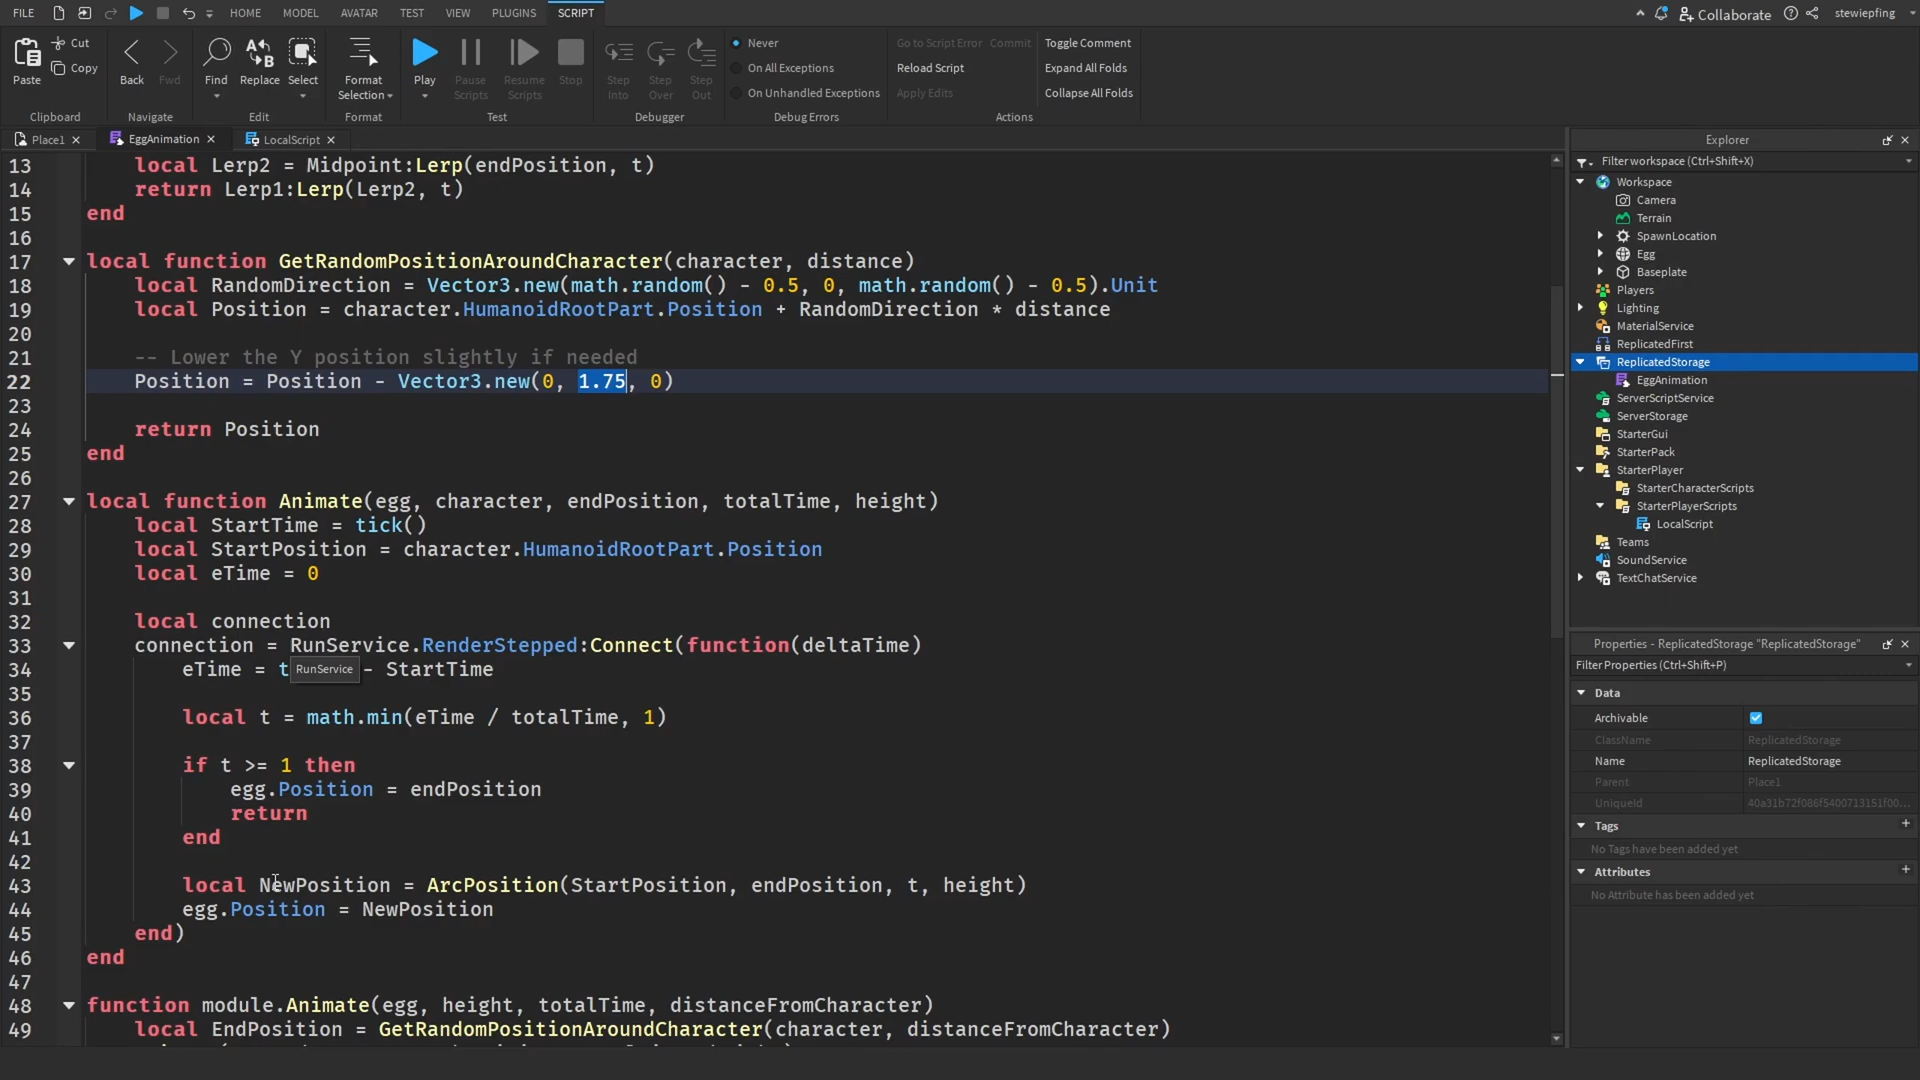 FILE HOME MODEL AVATAR TEST VIEW PLUGINS SCRIPT Collaborate stewiepfing
Paste Cut Copy Clipboard
Back Fwd Navigate
Find Replace Select Edit
Format Selection Format
Play Pause Scripts Resume Scripts Stop Test
Step Into Step Over Step Out Debugger
Never
On All Exceptions
On Unhandled Exceptions
Debug Errors
Go to Script Error Commit Toggle Comment
Reload Script Expand All Folds
Apply Edits Collapse All Folds
Actions
Place1 EggAnimation LocalScript
13 local Lerp2 = Midpoint:Lerp(endPosition, t)
14 return Lerp1:Lerp(Lerp2, t)
15 end
16
17 local function GetRandomPositionAroundCharacter(character, distance)
18 local RandomDirection = Vector3.new(math.random() - 0.5, 0, math.random() - 0.5).Unit
19 local Position = character.HumanoidRootPart.Position + RandomDirection * distance
20
21 -- Lower the Y position slightly if needed
22 Position = Position - Vector3.new(0, 1.75, 0)
23
24 return Position
25 end
26
27 local function Animate(egg, character, endPosition, totalTime, height)
28 local StartTime = tick()
29 local StartPosition = character.HumanoidRootPart.Position
30 local eTime = 0
31
32 local connection
33 connection = RunService.RenderStepped:Connect(function(deltaTime)
34 eTime = t RunService - StartTime
35
36 local t = math.min(eTime / totalTime, 1)
37
38 if t >= 1 then
39 egg.Position = endPosition
40 return
41 end
42
43 local NewPosition = ArcPosition(StartPosition, endPosition, t, height)
44 egg.Position = NewPosition
45 end)
46 end
47
48 function module.Animate(egg, height, totalTime, distanceFromCharacter)
49 local EndPosition = GetRandomPositionAroundCharacter(character, distanceFromCharacter)
Explorer
Filter workspace (Ctrl+Shift+X)
Workspace
Camera
Terrain
SpawnLocation
Egg
Baseplate
Players
Lighting
MaterialService
ReplicatedFirst
ReplicatedStorage
EggAnimation
ServerScriptService
ServerStorage
StarterGui
StarterPack
StarterPlayer
StarterCharacterScripts
StarterPlayerScripts
LocalScript
Teams
SoundService
TextChatService
Properties - ReplicatedStorage "ReplicatedStorage"
Filter Properties (Ctrl+Shift+P)
Data
Archivable
ClassName ReplicatedStorage
Name ReplicatedStorage
Parent Place1
UniqueId 40a31b72f086f5400713151f00...
Tags
No Tags have been added yet
Attributes
No Attribute has been added yet